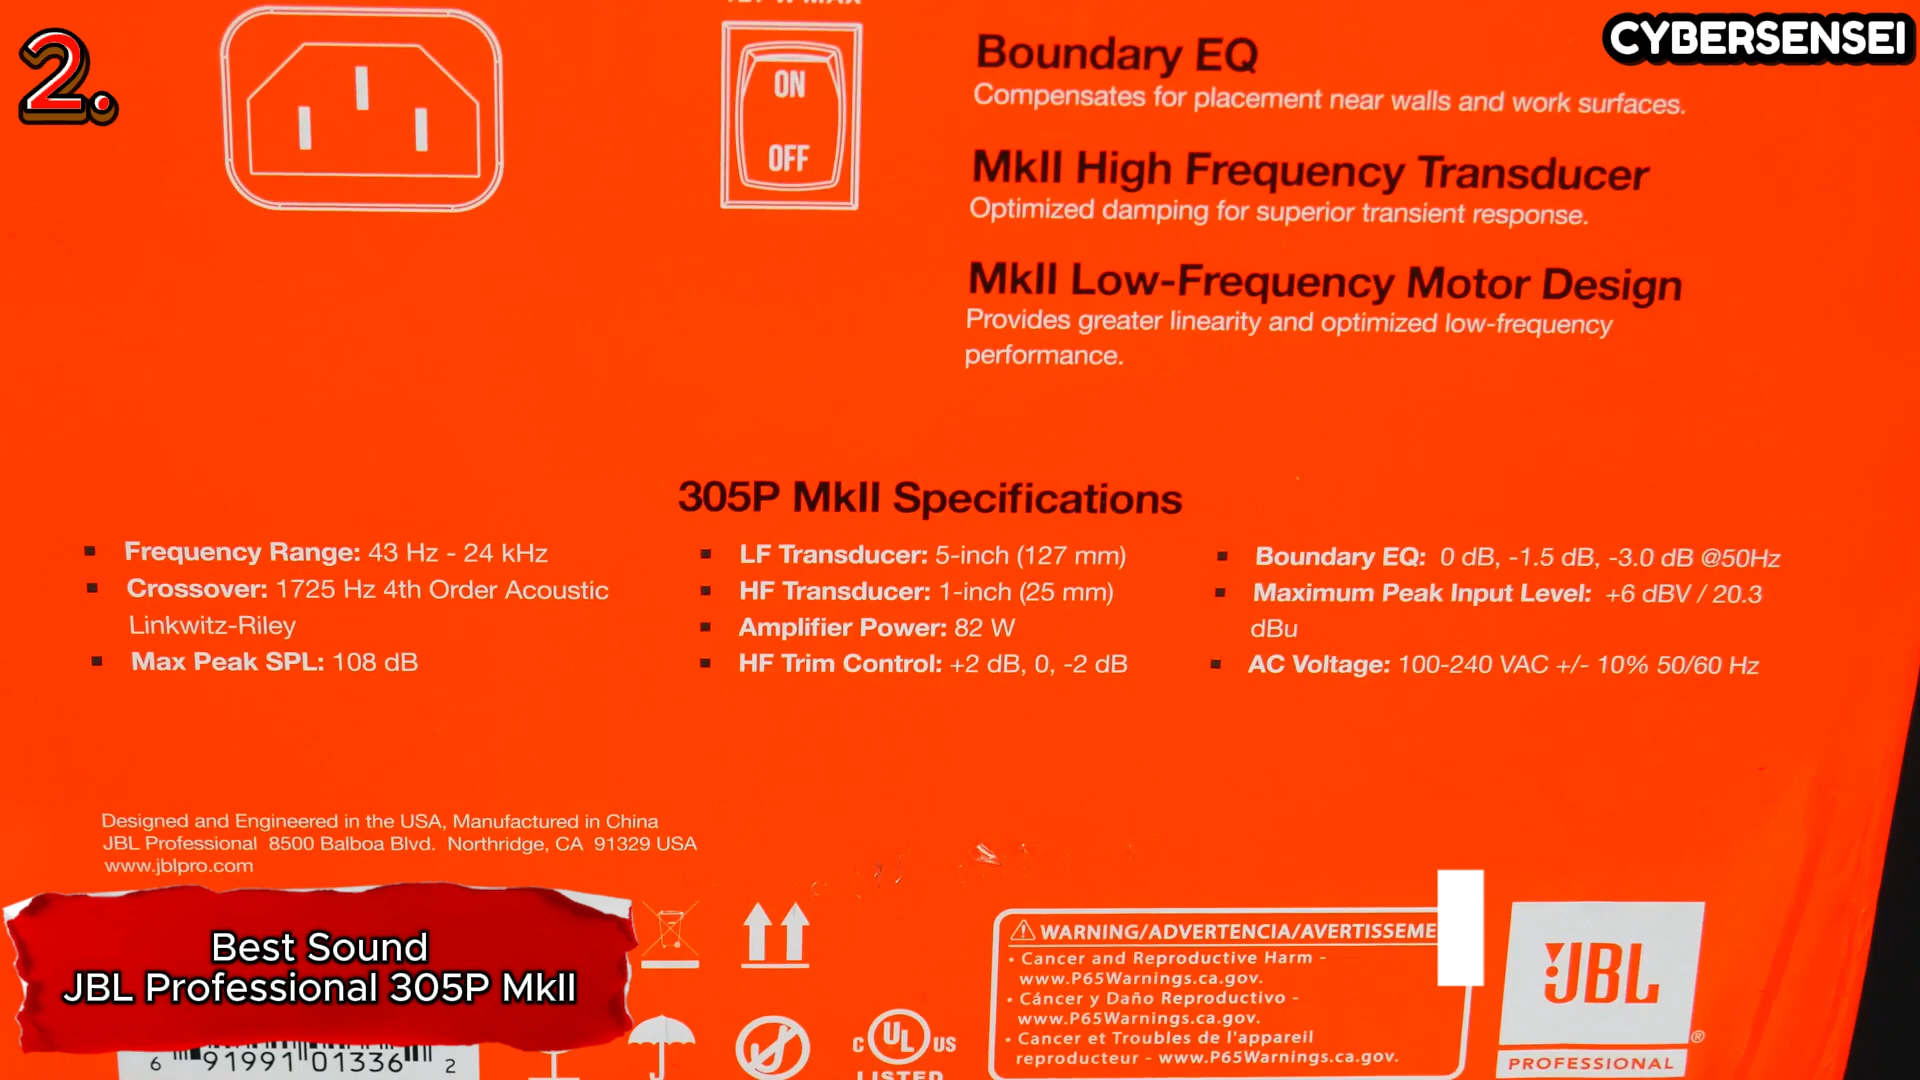 2.
CYBERSENSEI
ON
OFF
Boundary EQ
Compensates for placement near walls and work surfaces.
MkII High Frequency Transducer
Optimized damping for superior transient response.
MkII Low-Frequency Motor Design
Provides greater linearity and optimized low-frequency
performance.
305P MkII Specifications
▪ Frequency Range: 43 Hz - 24 kHz
▪ Crossover: 1725 Hz 4th Order Acoustic
Linkwitz-Riley
▪ Max Peak SPL: 108 dB
▪ LF Transducer: 5-inch (127 mm)
▪ HF Transducer: 1-inch (25 mm)
▪ Amplifier Power: 82 W
▪ HF Trim Control: +2 dB, 0, -2 dB
▪ Boundary EQ: 0 dB, -1.5 dB, -3.0 dB @50Hz
▪ Maximum Peak Input Level: +6 dBV / 20.3
dBu
▪ AC Voltage: 100-240 VAC +/- 10% 50/60 Hz
Designed and Engineered in the USA, Manufactured in China
JBL Professional 8500 Balboa Blvd. Northridge, CA 91329 USA
www.jblpro.com
Best Sound
JBL Professional 305P MkII
6 91991 01336 2
C UL US
LISTED
WARNING/ADVERTENCIA/AVERTISSEME
• Cancer and Reproductive Harm -
www.P65Warnings.ca.gov.
• Cáncer y Daño Reproductivo -
www.P65Warnings.ca.gov.
• Cancer et Troubles de l'appareil
reproducteur - www.P65Warnings.ca.gov.
JBL
®
PROFESSIONAL